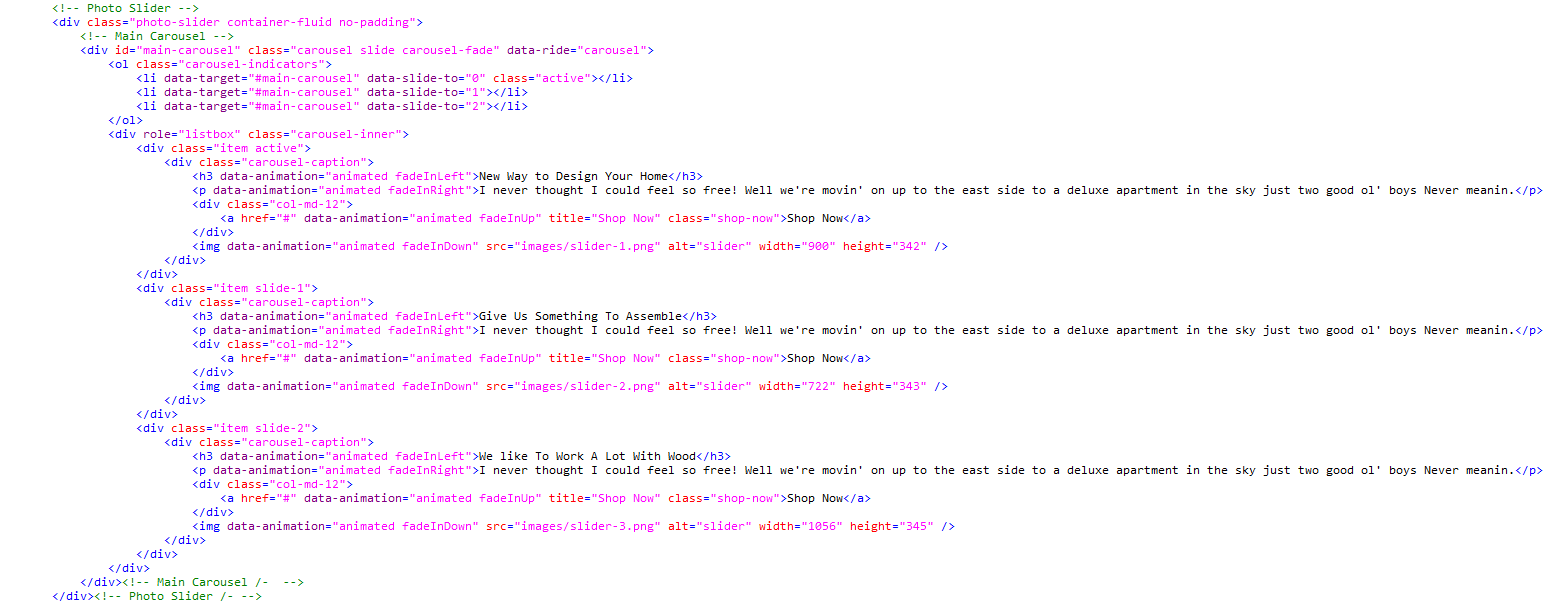 <!-- Photo Slider -->
<div class="photo-slider container-fluid no-padding">
<!-- Main Carousel -->
<div id="main-carousel" class="carousel slide carousel-fade" data-ride="carousel">
<ol class="carousel-indicators">
<li data-target="#main-carousel" data-slide-to="0" class="active"></li>
<li data-target="#main-carousel" data-slide-to="1"></li>
<li data-target="#main-carousel" data-slide-to="2"></li>
</ol>
<div role="listbox" class="carousel-inner">
<div class="item active">
<div class="carousel-caption">
<h3 data-animation="animated fadeInLeft">New Way to Design Your Home</h3>
<p data-animation="animated fadeInRight">I never thought I could feel so free! Well we're movin' on up to the east side to a deluxe apartment in the sky just two good ol' boys Never meanin.</p>
<div class="col-md-12">
<a href="#" data-animation="animated fadeInUp" title="Shop Now" class="shop-now">Shop Now</a>
</div>
<img data-animation="animated fadeInDown" src="images/slider-1.png" alt="slider" width="900" height="342" />
</div>
</div>
<div class="item slide-1">
<div class="carousel-caption">
<h3 data-animation="animated fadeInLeft">Give Us Something To Assemble</h3>
<p data-animation="animated fadeInRight">I never thought I could feel so free! Well we're movin' on up to the east side to a deluxe apartment in the sky just two good ol' boys Never meanin.</p>
<div class="col-md-12">
<a href="#" data-animation="animated fadeInUp" title="Shop Now" class="shop-now">Shop Now</a>
</div>
<img data-animation="animated fadeInDown" src="images/slider-2.png" alt="slider" width="722" height="343" />
</div>
</div>
<div class="item slide-2">
<div class="carousel-caption">
<h3 data-animation="animated fadeInLeft">We like To Work A Lot With Wood</h3>
<p data-animation="animated fadeInRight">I never thought I could feel so free! Well we're movin' on up to the east side to a deluxe apartment in the sky just two good ol' boys Never meanin.</p>
<div class="col-md-12">
<a href="#" data-animation="animated fadeInUp" title="Shop Now" class="shop-now">Shop Now</a>
</div>
<img data-animation="animated fadeInDown" src="images/slider-3.png" alt="slider" width="1056" height="345" />
</div>
</div>
</div>
</div><!-- Main Carousel /-  -->
</div><!-- Photo Slider /- -->